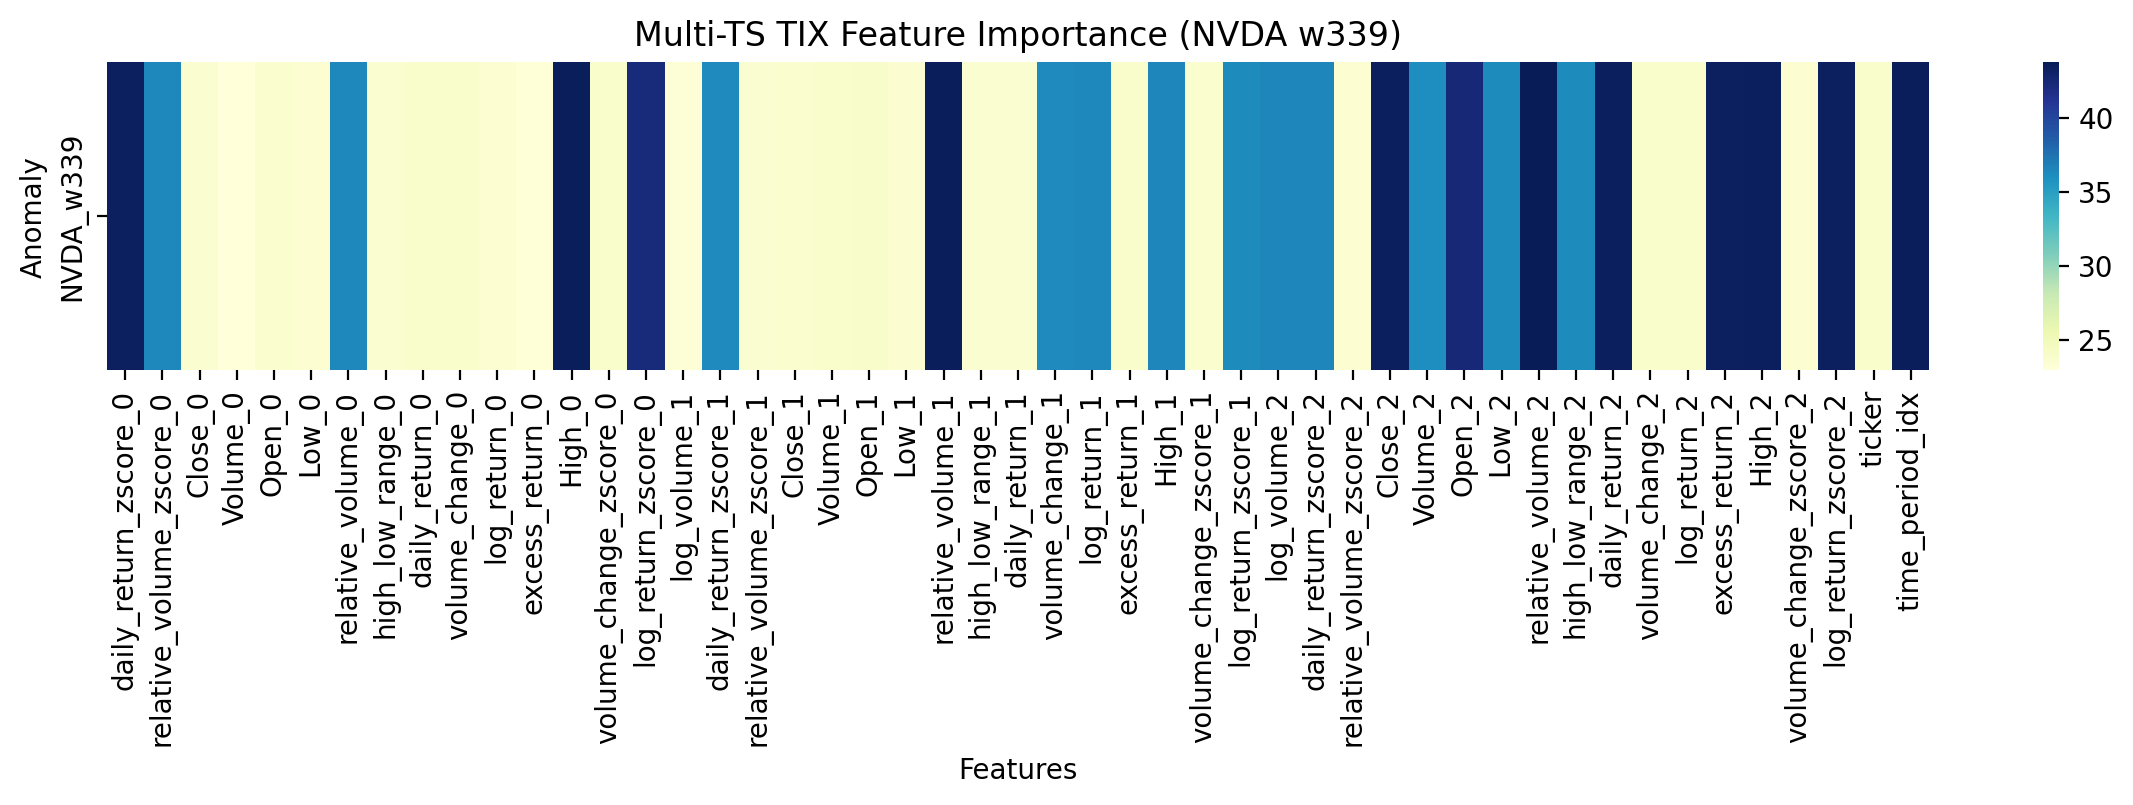 Multi-TS TIX Feature Importance (NVDA w339)
Anomaly
NVDA_w339
40
35
30
25
daily_return_zscore_0
relative_volume_zscore_0
Close_0
Volume_0
Open_0
Low_0
relative_volume_0
high_low_range_0
daily_return_0
volume_change_0
log_return_0
excess_return_0
High_0
volume_change_zscore_0
log_return_zscore_0
log_volume_1
daily_return_zscore_1
relative_volume_zscore_1
Close_1
Volume_1
Open_1
Low_1
relative_volume_1
high_low_range_1
daily_return_1
volume_change_1
log_return_1
excess_return_1
High_1
volume_change_zscore_1
log_return_zscore_1
log_volume_2
daily_return_zscore_2
relative_volume_zscore_2
Close_2
Volume_2
Open_2
Low_2
relative_volume_2
high_low_range_2
daily_return_2
volume_change_2
log_return_2
excess_return_2
High_2
volume_change_zscore_2
log_return_zscore_2
ticker
time_period_idx
Features